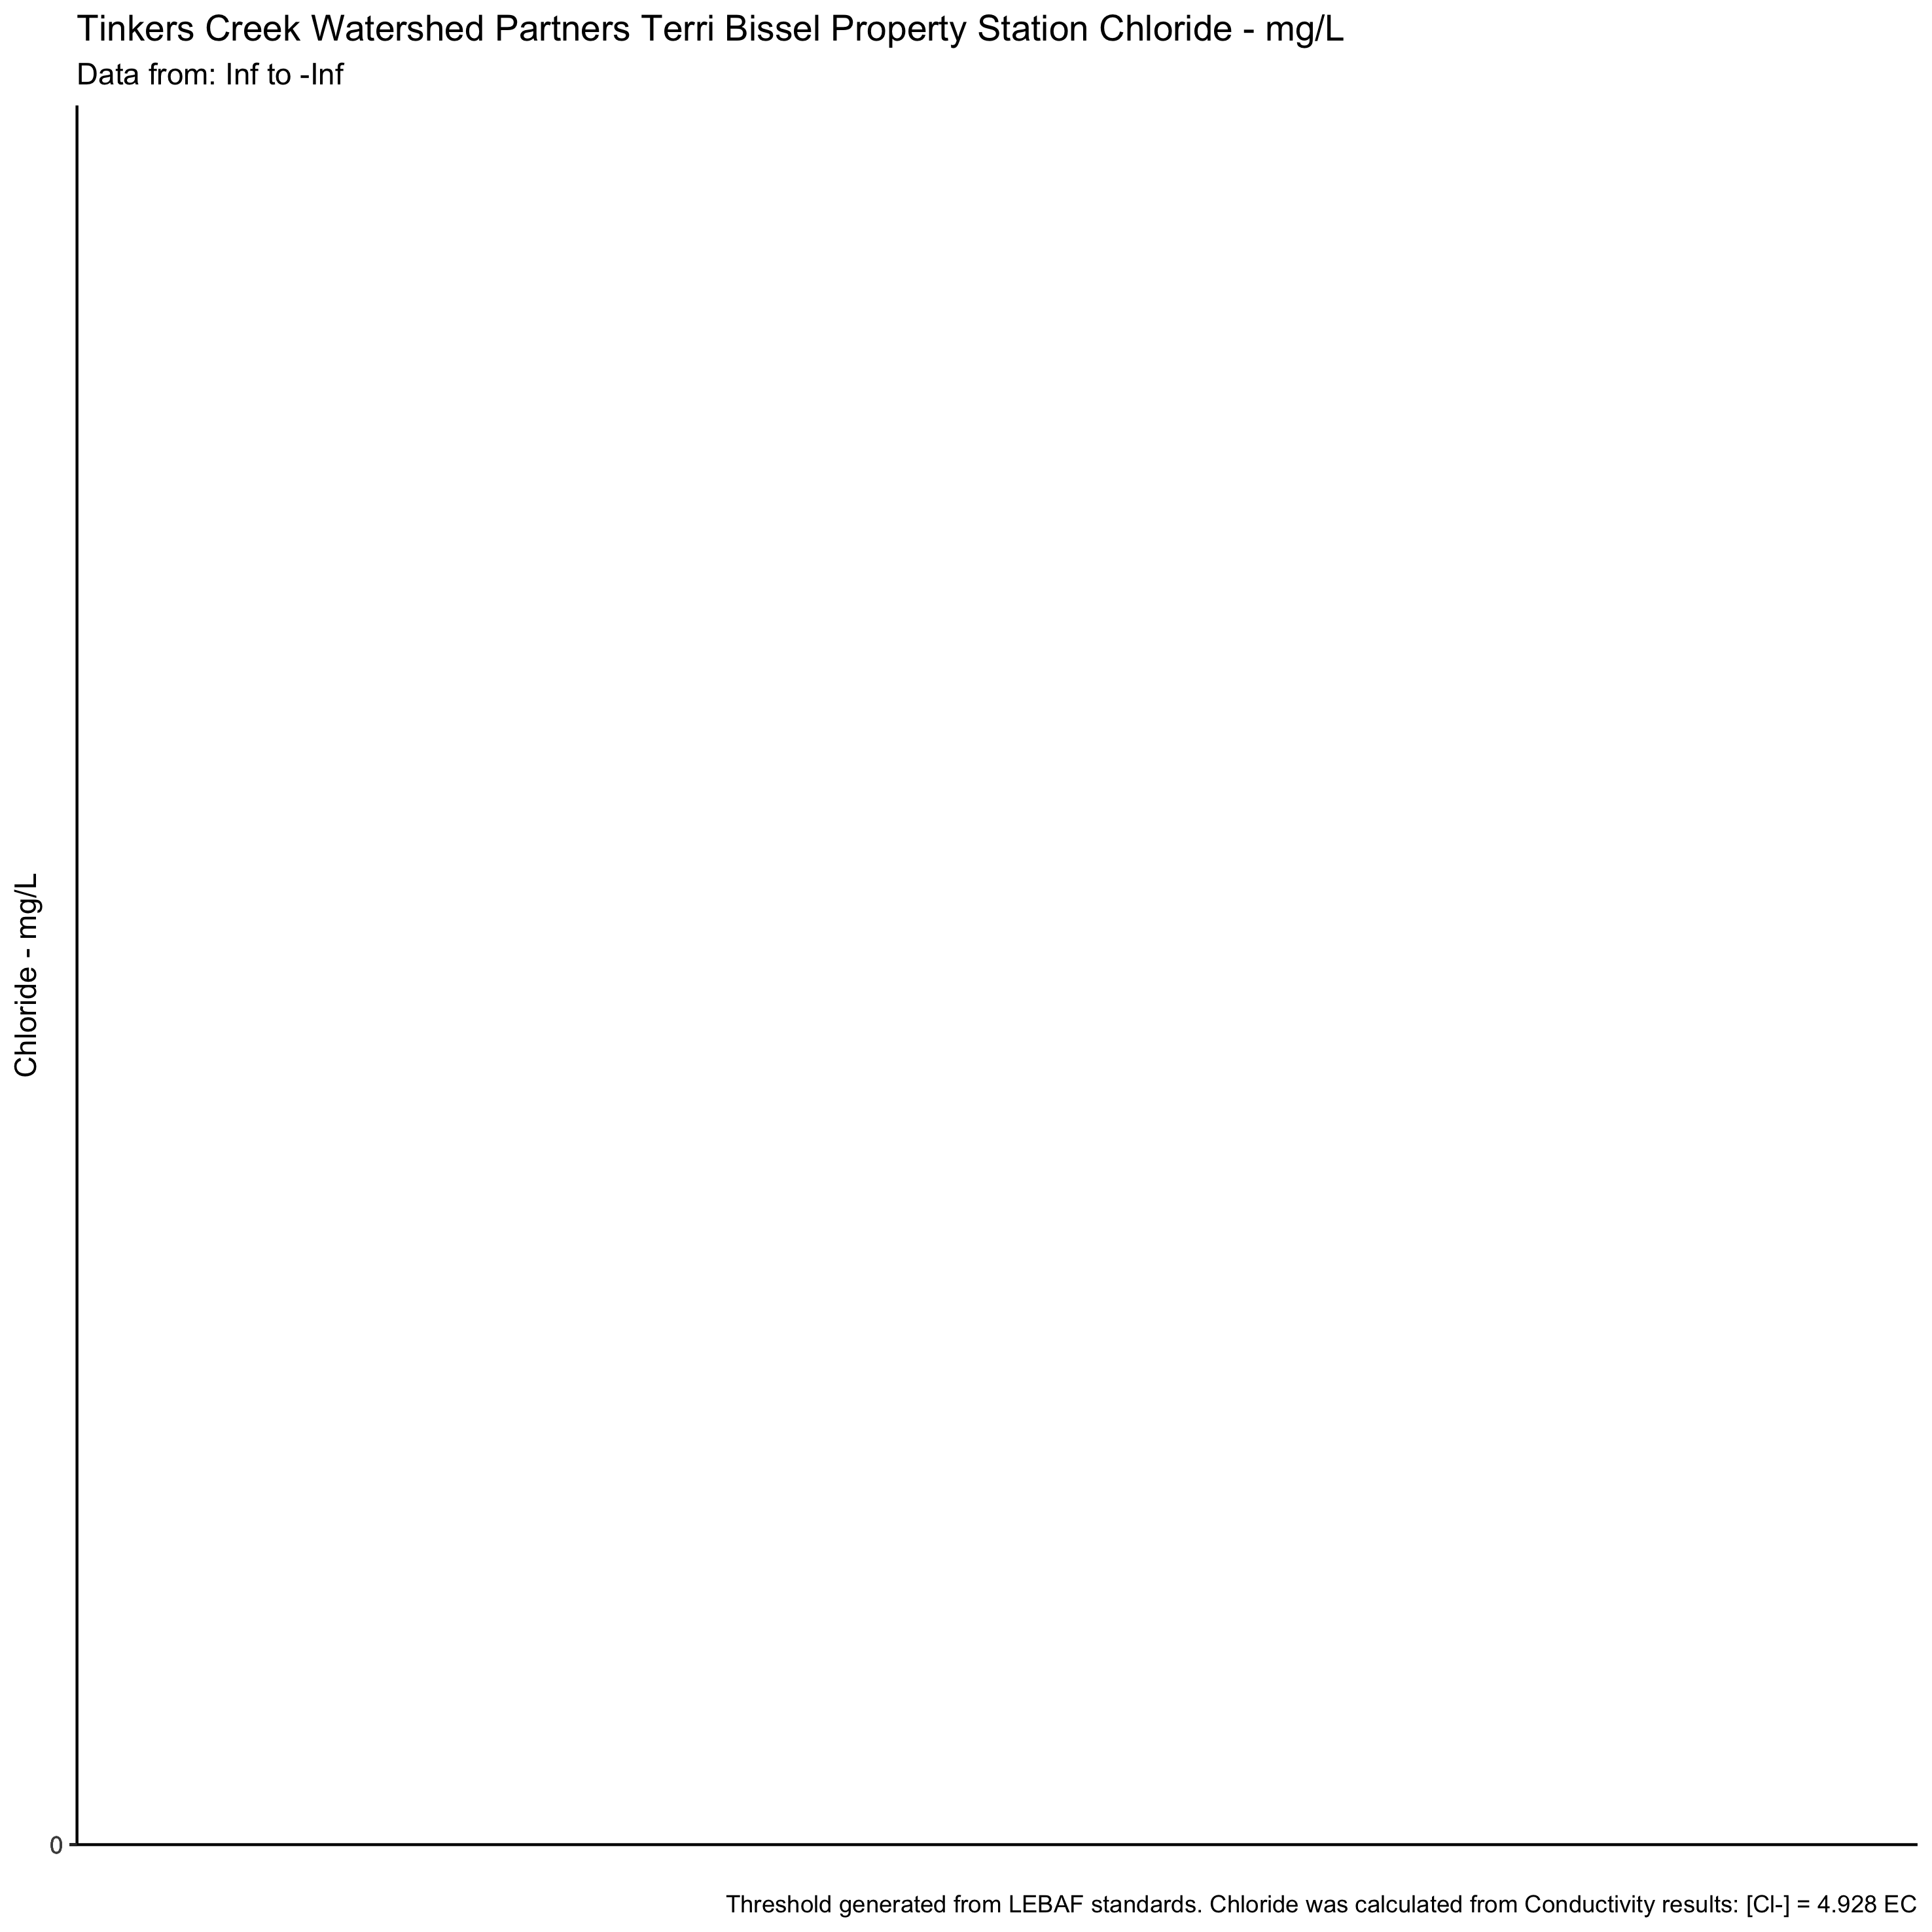 Tinkers Creek Watershed Partners Terri Bissel Property Station Chloride - mg/L
Data from: Inf to -Inf
Chloride - mg/L
0
Threshold generated from LEBAF standards. Chloride was calculated from Conductivity results: [Cl-] = 4.928 EC